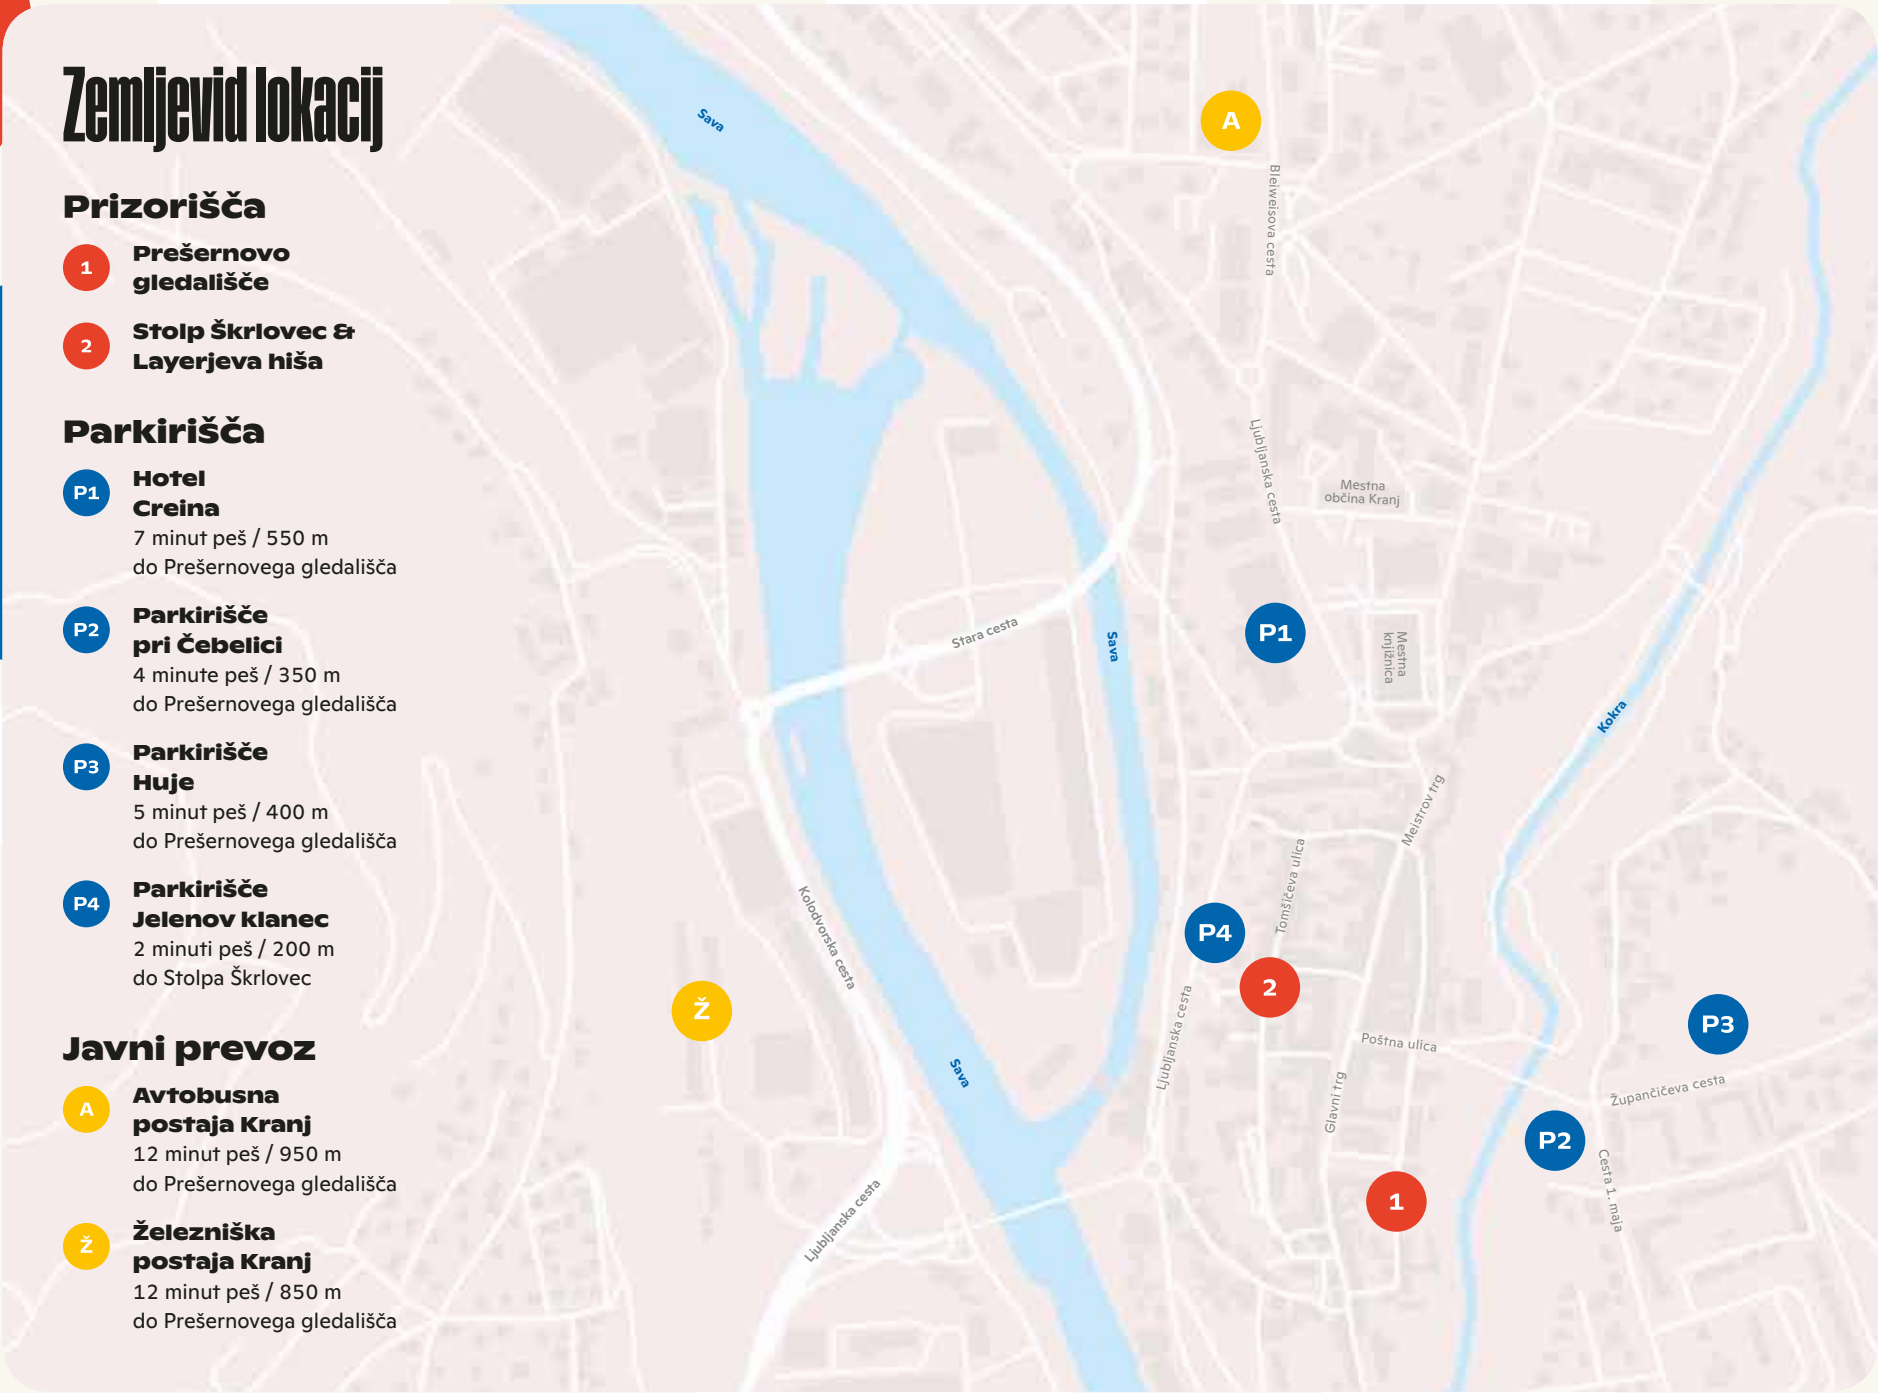 Zemljevid lokacij
Prizorišča
1
Prešernovo
gledališče
2
Stolp Škrlovec &
Layerjeva hiša
Parkirišča
P1
Hotel
Creina
7 minut peš / 550 m
do Prešernovega gledališča
P2
Parkirišče
pri Čebelici
4 minute peš / 350 m
do Prešernovega gledališča
P3
Parkirišče
Huje
5 minut peš / 400 m
do Prešernovega gledališča
P4
Parkirišče
Jelenov klanec
2 minuti peš / 200 m
do Stolpa Škrlovec
Javni prevoz
A
Avtobusna
postaja Kranj
12 minut peš / 950 m
do Prešernovega gledališča
Ž
Železniška
postaja Kranj
12 minut peš / 850 m
do Prešernovega gledališča
Sava
A
Bleiweisova cesta
Ljubljanska cesta
Mestna
občina Kranj
Stara cesta
Sava
P1
Mestna
knjižnica
Kokra
Meistrov trg
Tomšičeva ulica
Kolodvorska cesta
P4
2
Ž
Ljubljanska cesta
Poštna ulica
P3
Sava
Glavni trg
Župančičeva cesta
P2
Cesta 1. maja
1
Ljubljanska cesta